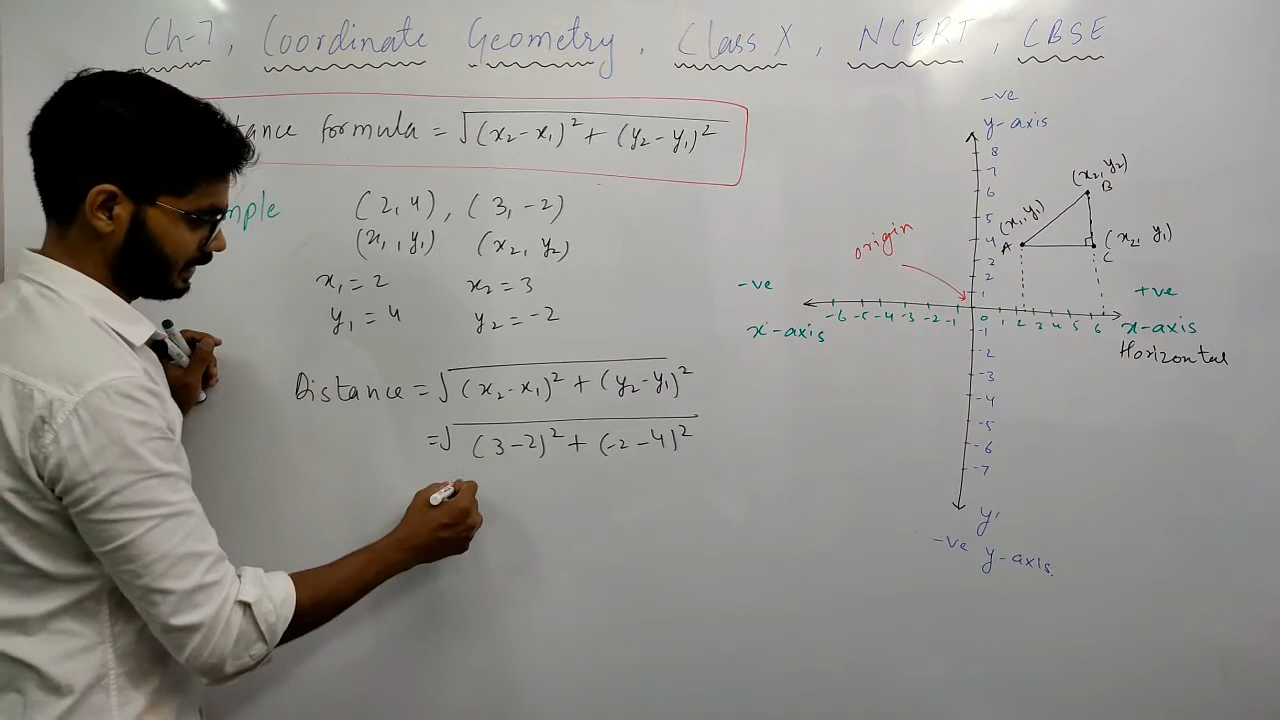 Ch-7, Coordinate Geometry, Class X, NCERT, CBSE
formula = √(x₂-x₁)² + (y₂-y₁)²
(2,4), (3,-2)
(x₁, y₁) (x₂, y₂)
x₁ = 2 x₂ = 3
y₁ = 4 y₂ = -2
Distance = √(x₂-x₁)² + (y₂-y₁)²
= √(3-2)² + (-2-4)²
-ve
y-axis
8
7
6
5
4
3
2
1
(x₂, y₂)
B
(x₁, y₁)
A
(x₂, y₁)
C
origin
-ve
+ve
-6 -5 -4 -3 -2 -1 0 1 2 3 4 5 6
x'-axis
x-axis
Horizontal
-1
-2
-3
-4
-5
-6
-7
y'
-ve y-axis.